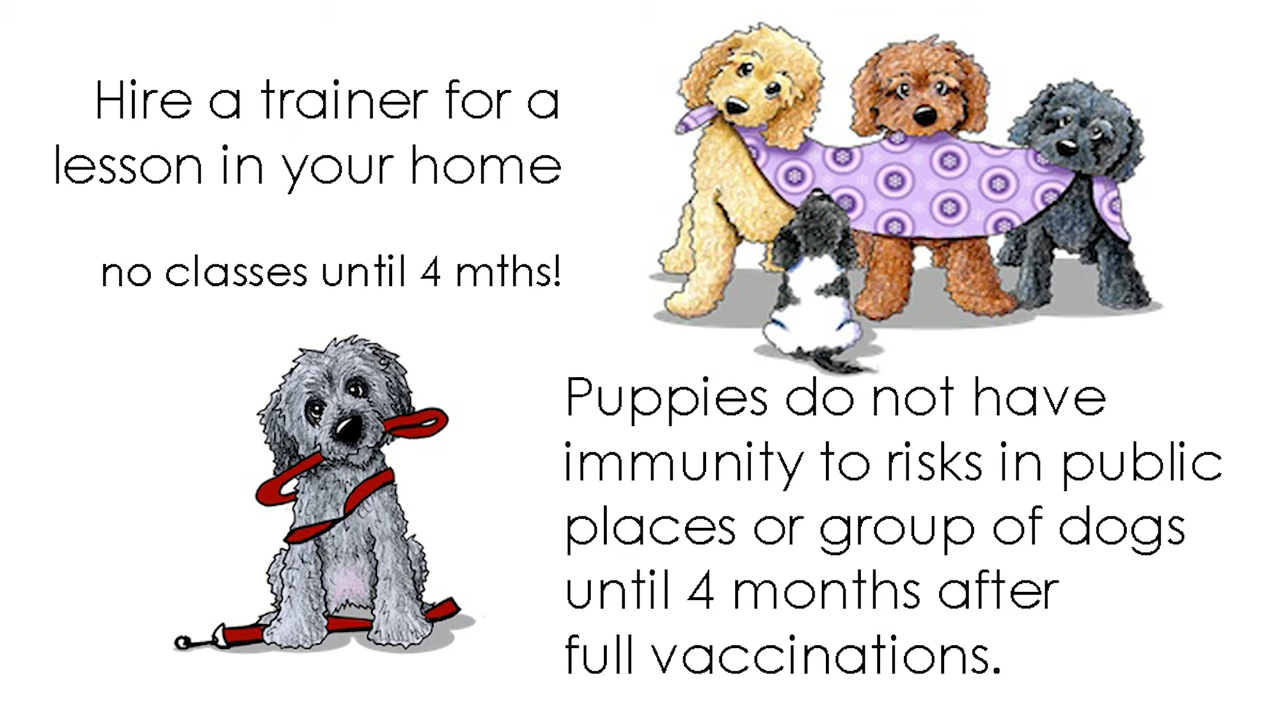 Hire a trainer for a
lesson in your home
no classes until 4 mths!
Puppies do not have
immunity to risks in public
places or group of dogs
until 4 months after
full vaccinations.